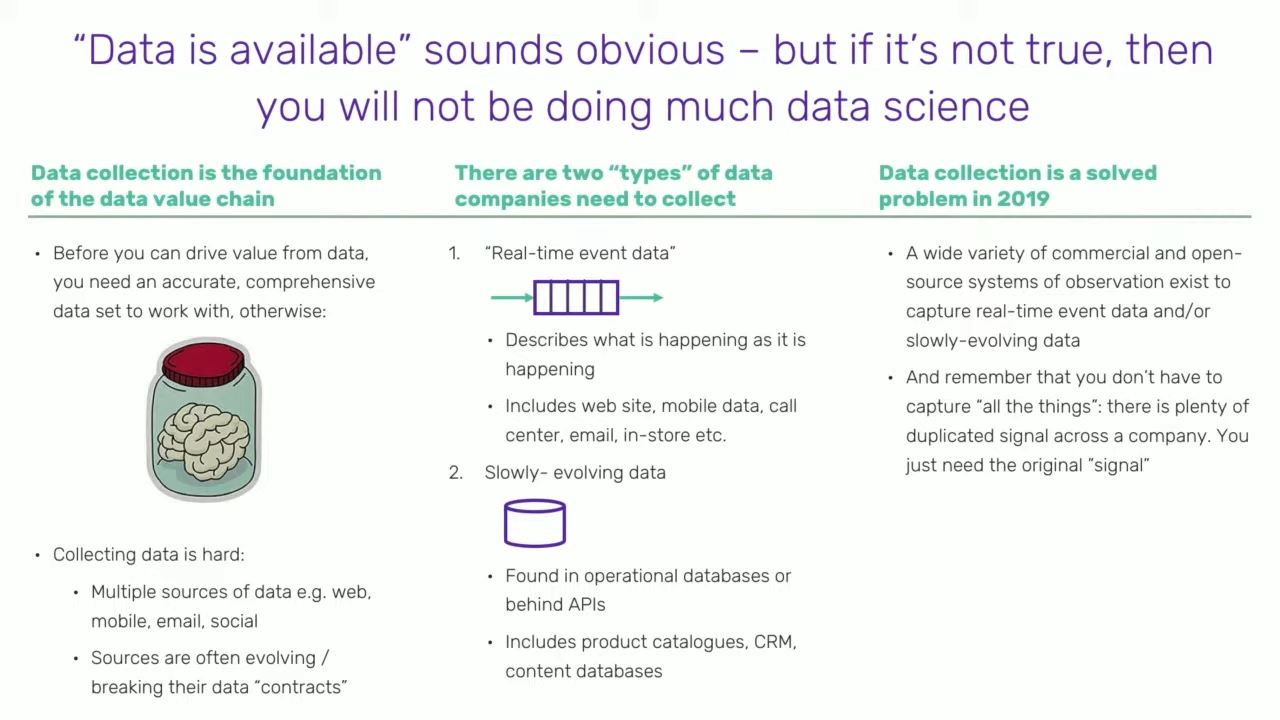 “Data is available” sounds obvious – but if it’s not true, then
you will not be doing much data science
Data collection is the foundation
of the data value chain
• Before you can drive value from data,
you need an accurate, comprehensive
data set to work with, otherwise:
• Collecting data is hard:
• Multiple sources of data e.g. web,
mobile, email, social
• Sources are often evolving /
breaking their data “contracts”
There are two “types” of data
companies need to collect
1. “Real-time event data”
• Describes what is happening as it is
happening
• Includes web site, mobile data, call
center, email, in-store etc.
2. Slowly- evolving data
• Found in operational databases or
behind APIs
• Includes product catalogues, CRM,
content databases
Data collection is a solved
problem in 2019
• A wide variety of commercial and open-
source systems of observation exist to
capture real-time event data and/or
slowly-evolving data
• And remember that you don’t have to
capture “all the things”: there is plenty of
duplicated signal across a company. You
just need the original “signal”